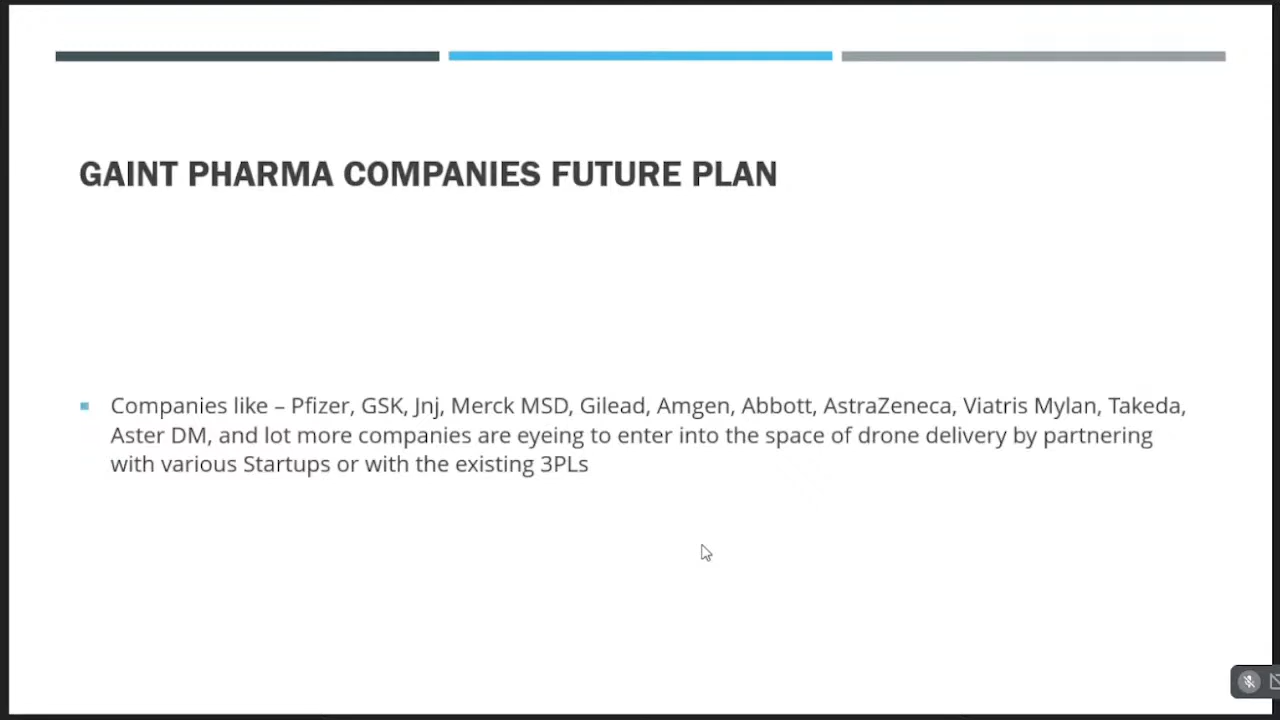 GAINT PHARMA COMPANIES FUTURE PLAN
Companies like – Pfizer, GSK, Jnj, Merck MSD, Gilead, Amgen, Abbott, AstraZeneca, Viatris Mylan, Takeda,
Aster DM, and lot more companies are eyeing to enter into the space of drone delivery by partnering
with various Startups or with the existing 3PLs